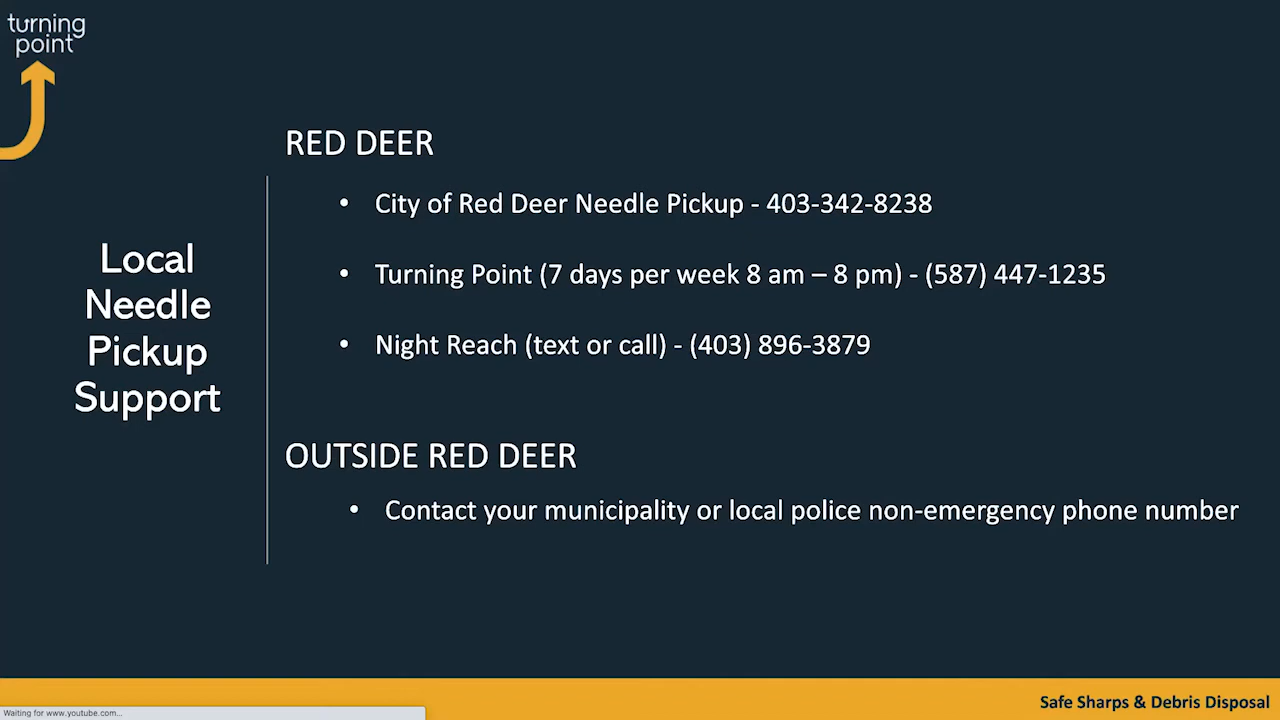 turning
point
Local
Needle
Pickup
Support
RED DEER
• City of Red Deer Needle Pickup - 403-342-8238
• Turning Point (7 days per week 8 am – 8 pm) - (587) 447-1235
• Night Reach (text or call) - (403) 896-3879
OUTSIDE RED DEER
• Contact your municipality or local police non-emergency phone number
Safe Sharps & Debris Disposal
Waiting for www.youtube.com...